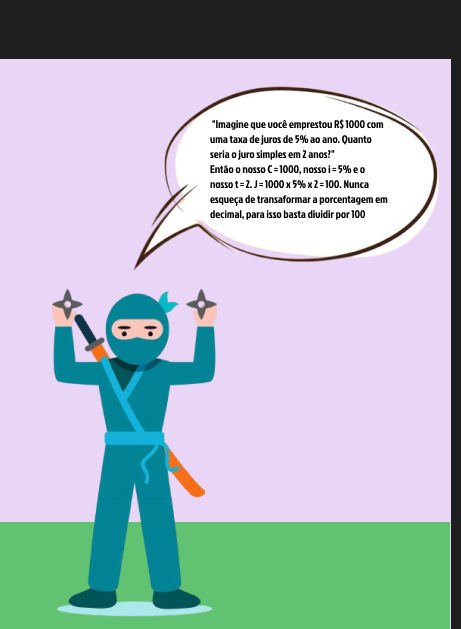 "Imagine que você emprestou R$ 1000 com
uma taxa de juros de 5% ao ano. Quanto
seria o juro simples em 2 anos?"
Então o nosso C = 1000, nosso i = 5% e o
nosso t = 2. J = 1000 x 5% x 2 = 100. Nunca
esqueça de transaformar a porcentagem em
decimal, para isso basta dividir por 100